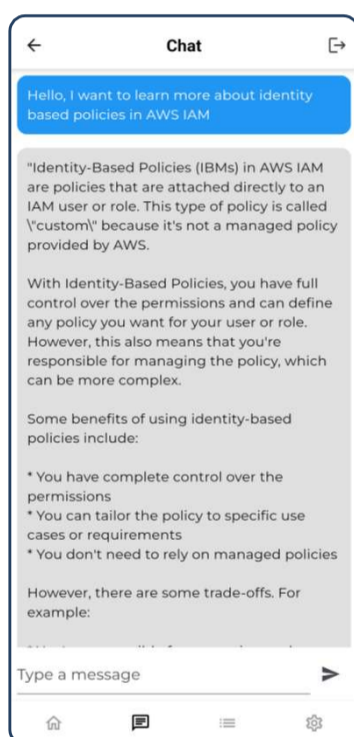 Chat
Hello, I want to learn more about identity
based policies in AWS IAM
"Identity-Based Policies (IBMs) in AWS IAM
are policies that are attached directly to an
IAM user or role. This type of policy is called
\"custom\" because it's not a managed policy
provided by AWS.
With Identity-Based Policies, you have full
control over the permissions and can define
any policy you want for your user or role.
However, this also means that you're
responsible for managing the policy, which
can be more complex.
Some benefits of using identity-based
policies include:
* You have complete control over the
permissions
* You can tailor the policy to specific use
cases or requirements
* You don't need to rely on managed policies
However, there are some trade-offs. For
example:
Type a message